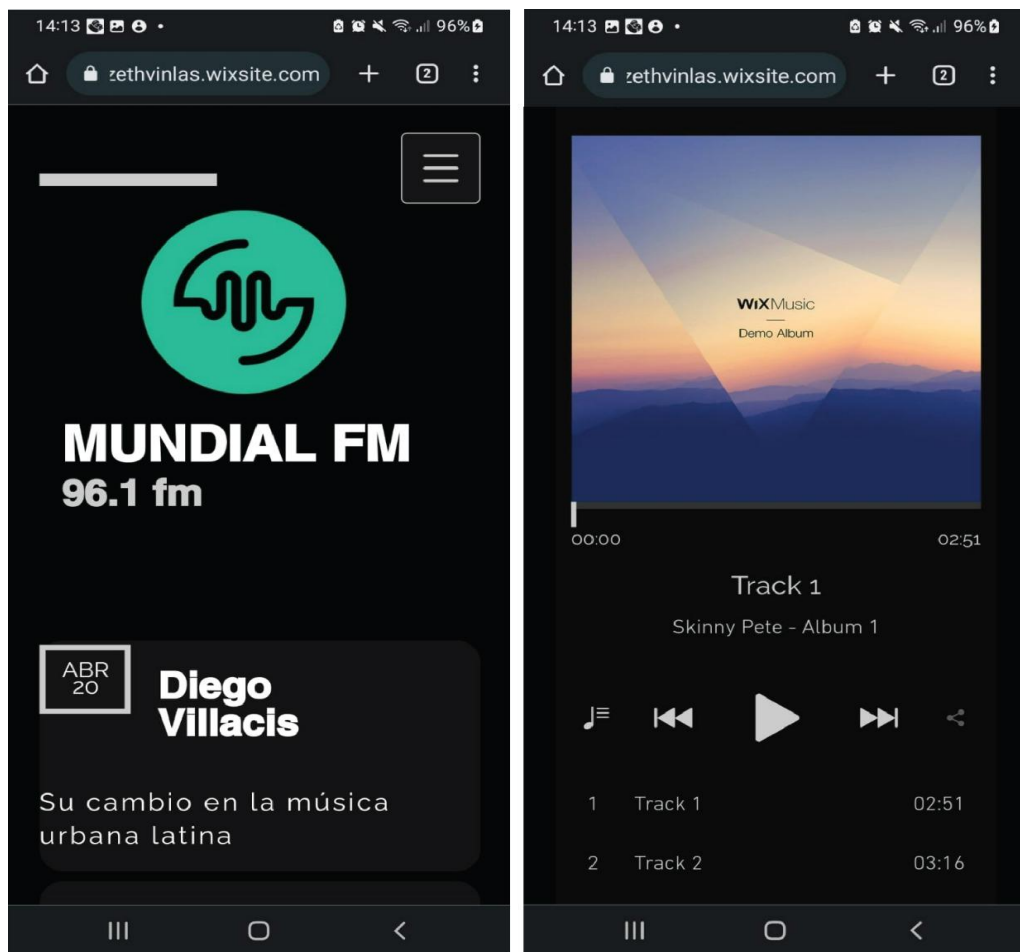 14:13 96%
zethvinlas.wixsite.com 2
MUNDIAL FM
96.1 fm
ABR
20
Diego
Villacis
Su cambio en la música
urbana latina
14:13 96%
zethvinlas.wixsite.com 2
WiXMusic
Demo Album
00:00 02:51
Track 1
Skinny Pete - Album 1
1 Track 1 02:51
2 Track 2 03:16